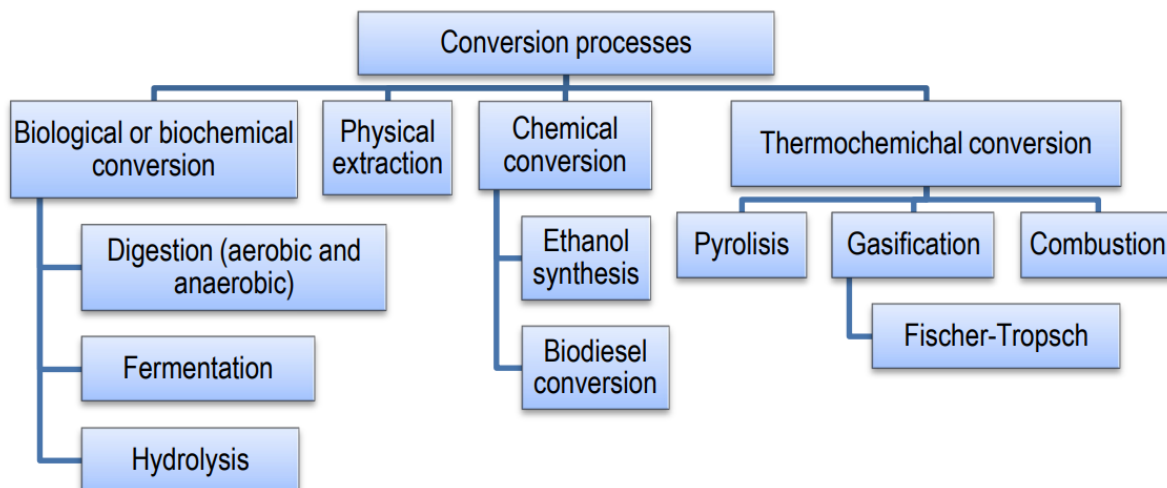 Conversion processes
Biological or biochemical
conversion
Physical
extraction
Chemical
conversion
Thermochemichal conversion
Digestion (aerobic and
anaerobic)
Fermentation
Hydrolysis
Ethanol
synthesis
Biodiesel
conversion
Pyrolisis
Gasification
Combustion
Fischer-Tropsch